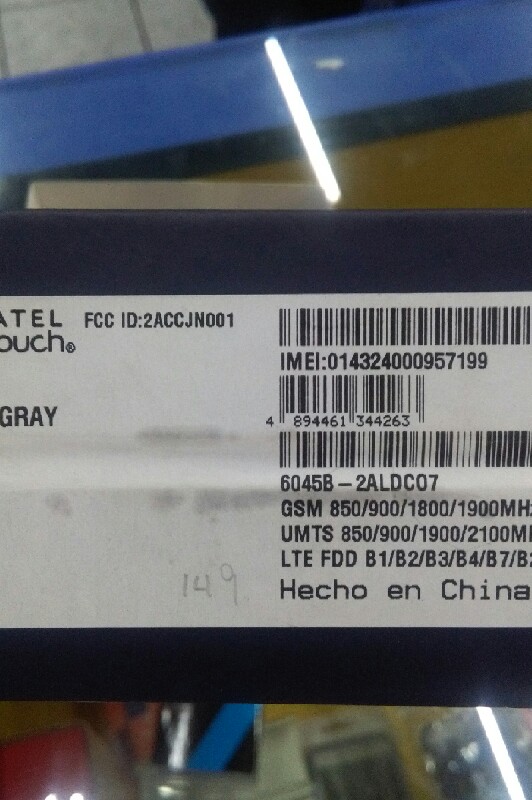 ATEL
ouch®
FCC ID:2ACCJN001
GRAY
IMEI:014324000957199
4 894461 344263
6045B-2ALDCO7
GSM 850/900/1800/1900MH
UMTS 850/900/1900/2100M
LTE FDD B1/B2/B3/B4/B7/B
Hecho en China
149